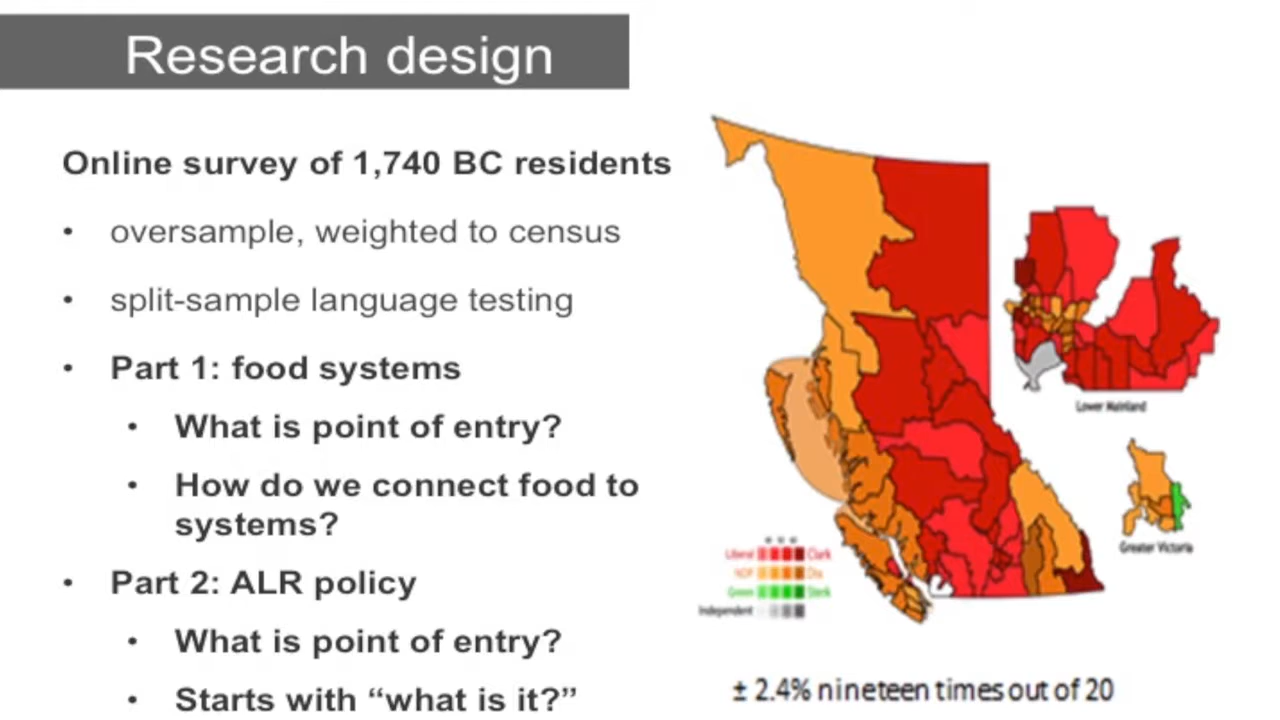 Research design
Online survey of 1,740 BC residents
• oversample, weighted to census
• split-sample language testing
• Part 1: food systems
• What is point of entry?
• How do we connect food to
systems?
• Part 2: ALR policy
• What is point of entry?
• Starts with “what is it?”
Lower Mainland
Greater Victoria
Liberal Clark
NDP Dix
Green Sterk
Independent
± 2.4% nineteen times out of 20